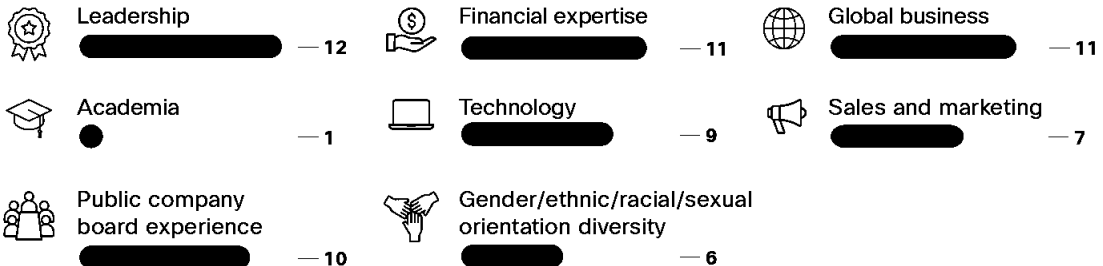 Leadership
— 12
Financial expertise
— 11
Global business
— 11
Academia
— 1
Technology
— 9
Sales and marketing
— 7
Public company
board experience
— 10
Gender/ethnic/racial/sexual
orientation diversity
— 6